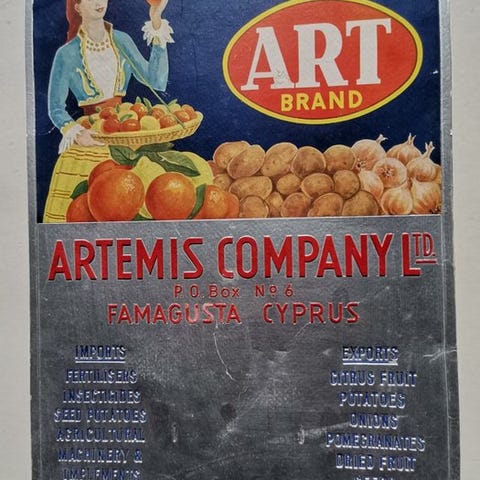 ART
BRAND
ARTEMIS COMPANY LTD.
P.O. BOX No 6
FAMAGUSTA CYPRUS
IMPORTS
FERTILISERS
INSECTICIDES
SEED POTATOES
AGRICULTURAL
MACHINERY &
IMPLEMENTS
EXPORTS
CITRUS FRUIT
POTATOES
ONIONS
POMEGRANATES
DRIED FRUIT